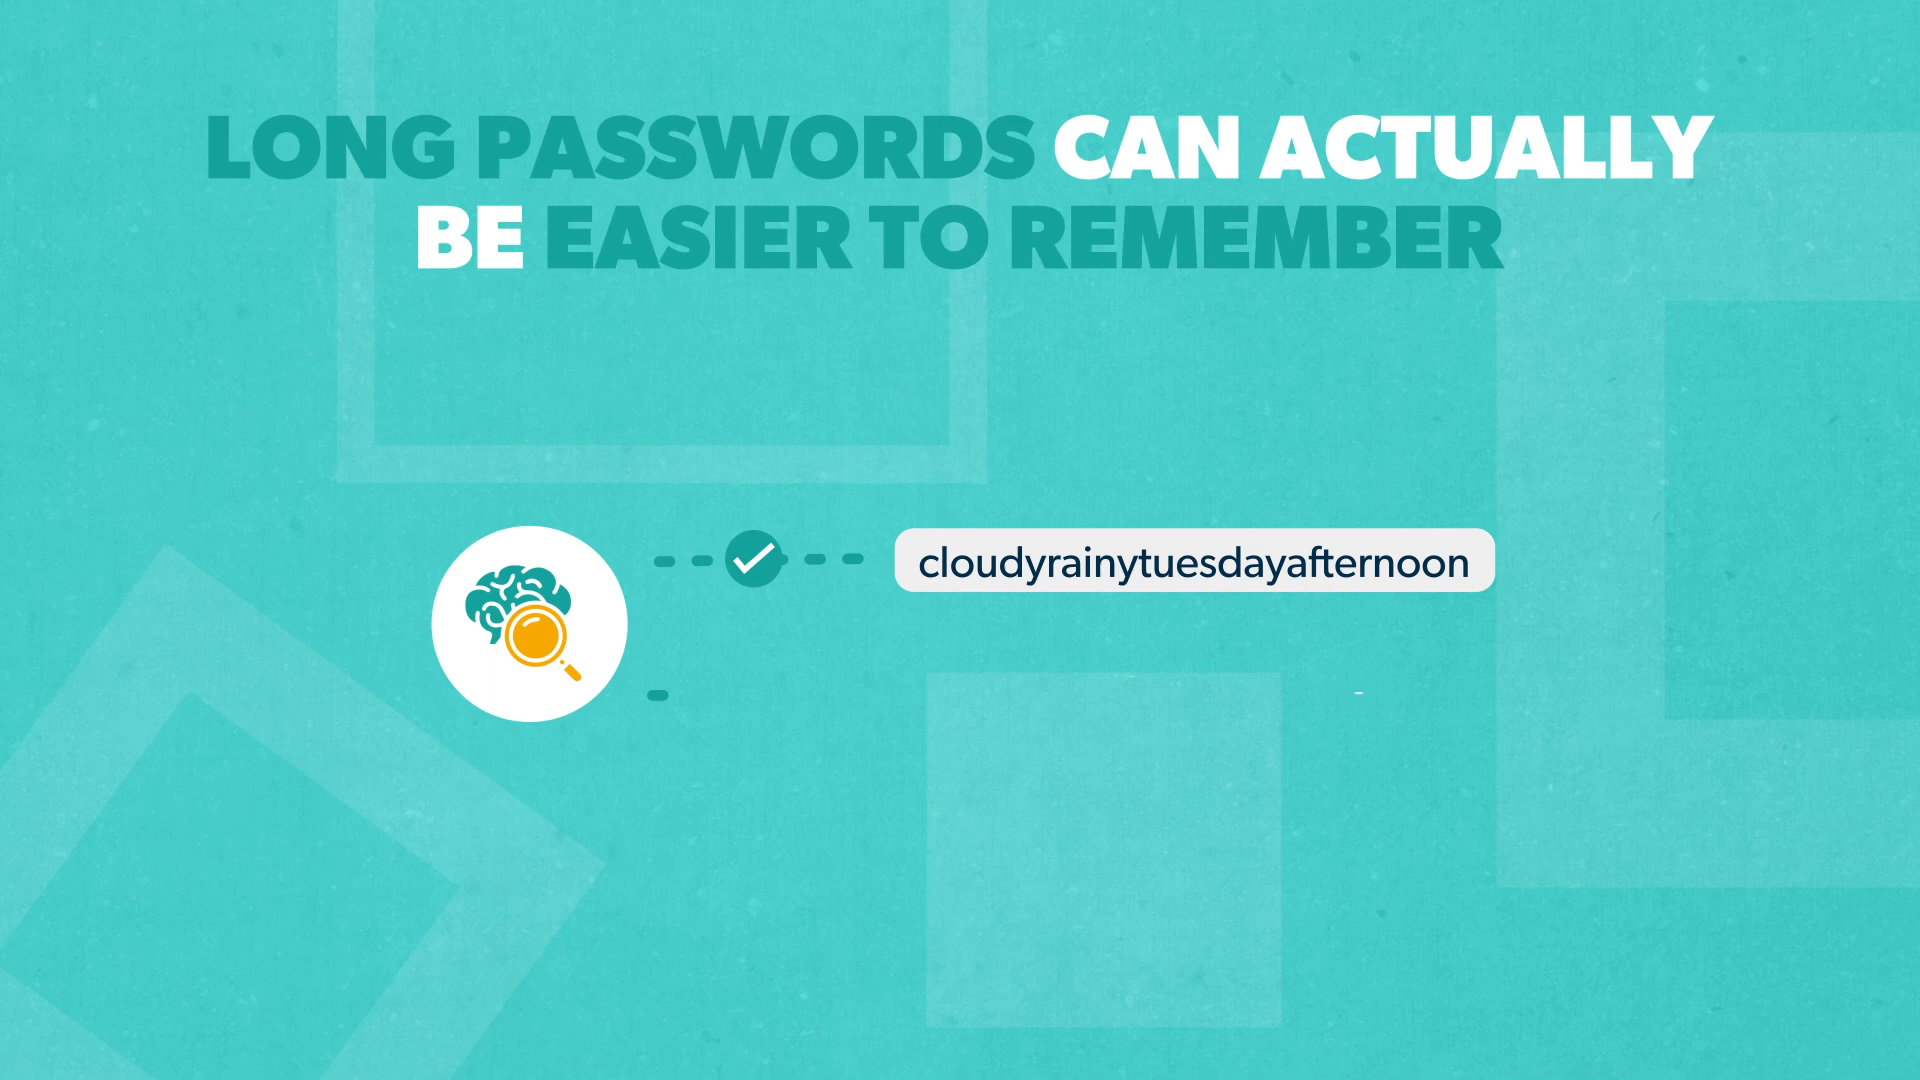 LONG PASSWORDS CAN ACTUALLY
BE EASIER TO REMEMBER
cloudyrainytuesdayafternoon